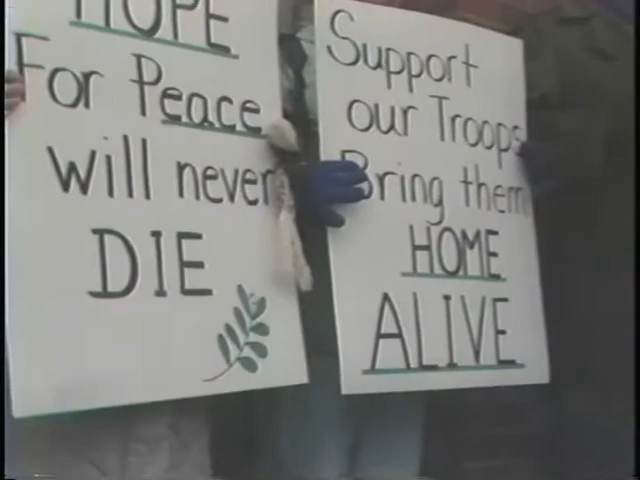 HOPE
For Peace
will never
DIE
Support
our Troops
Bring them
HOME
ALIVE